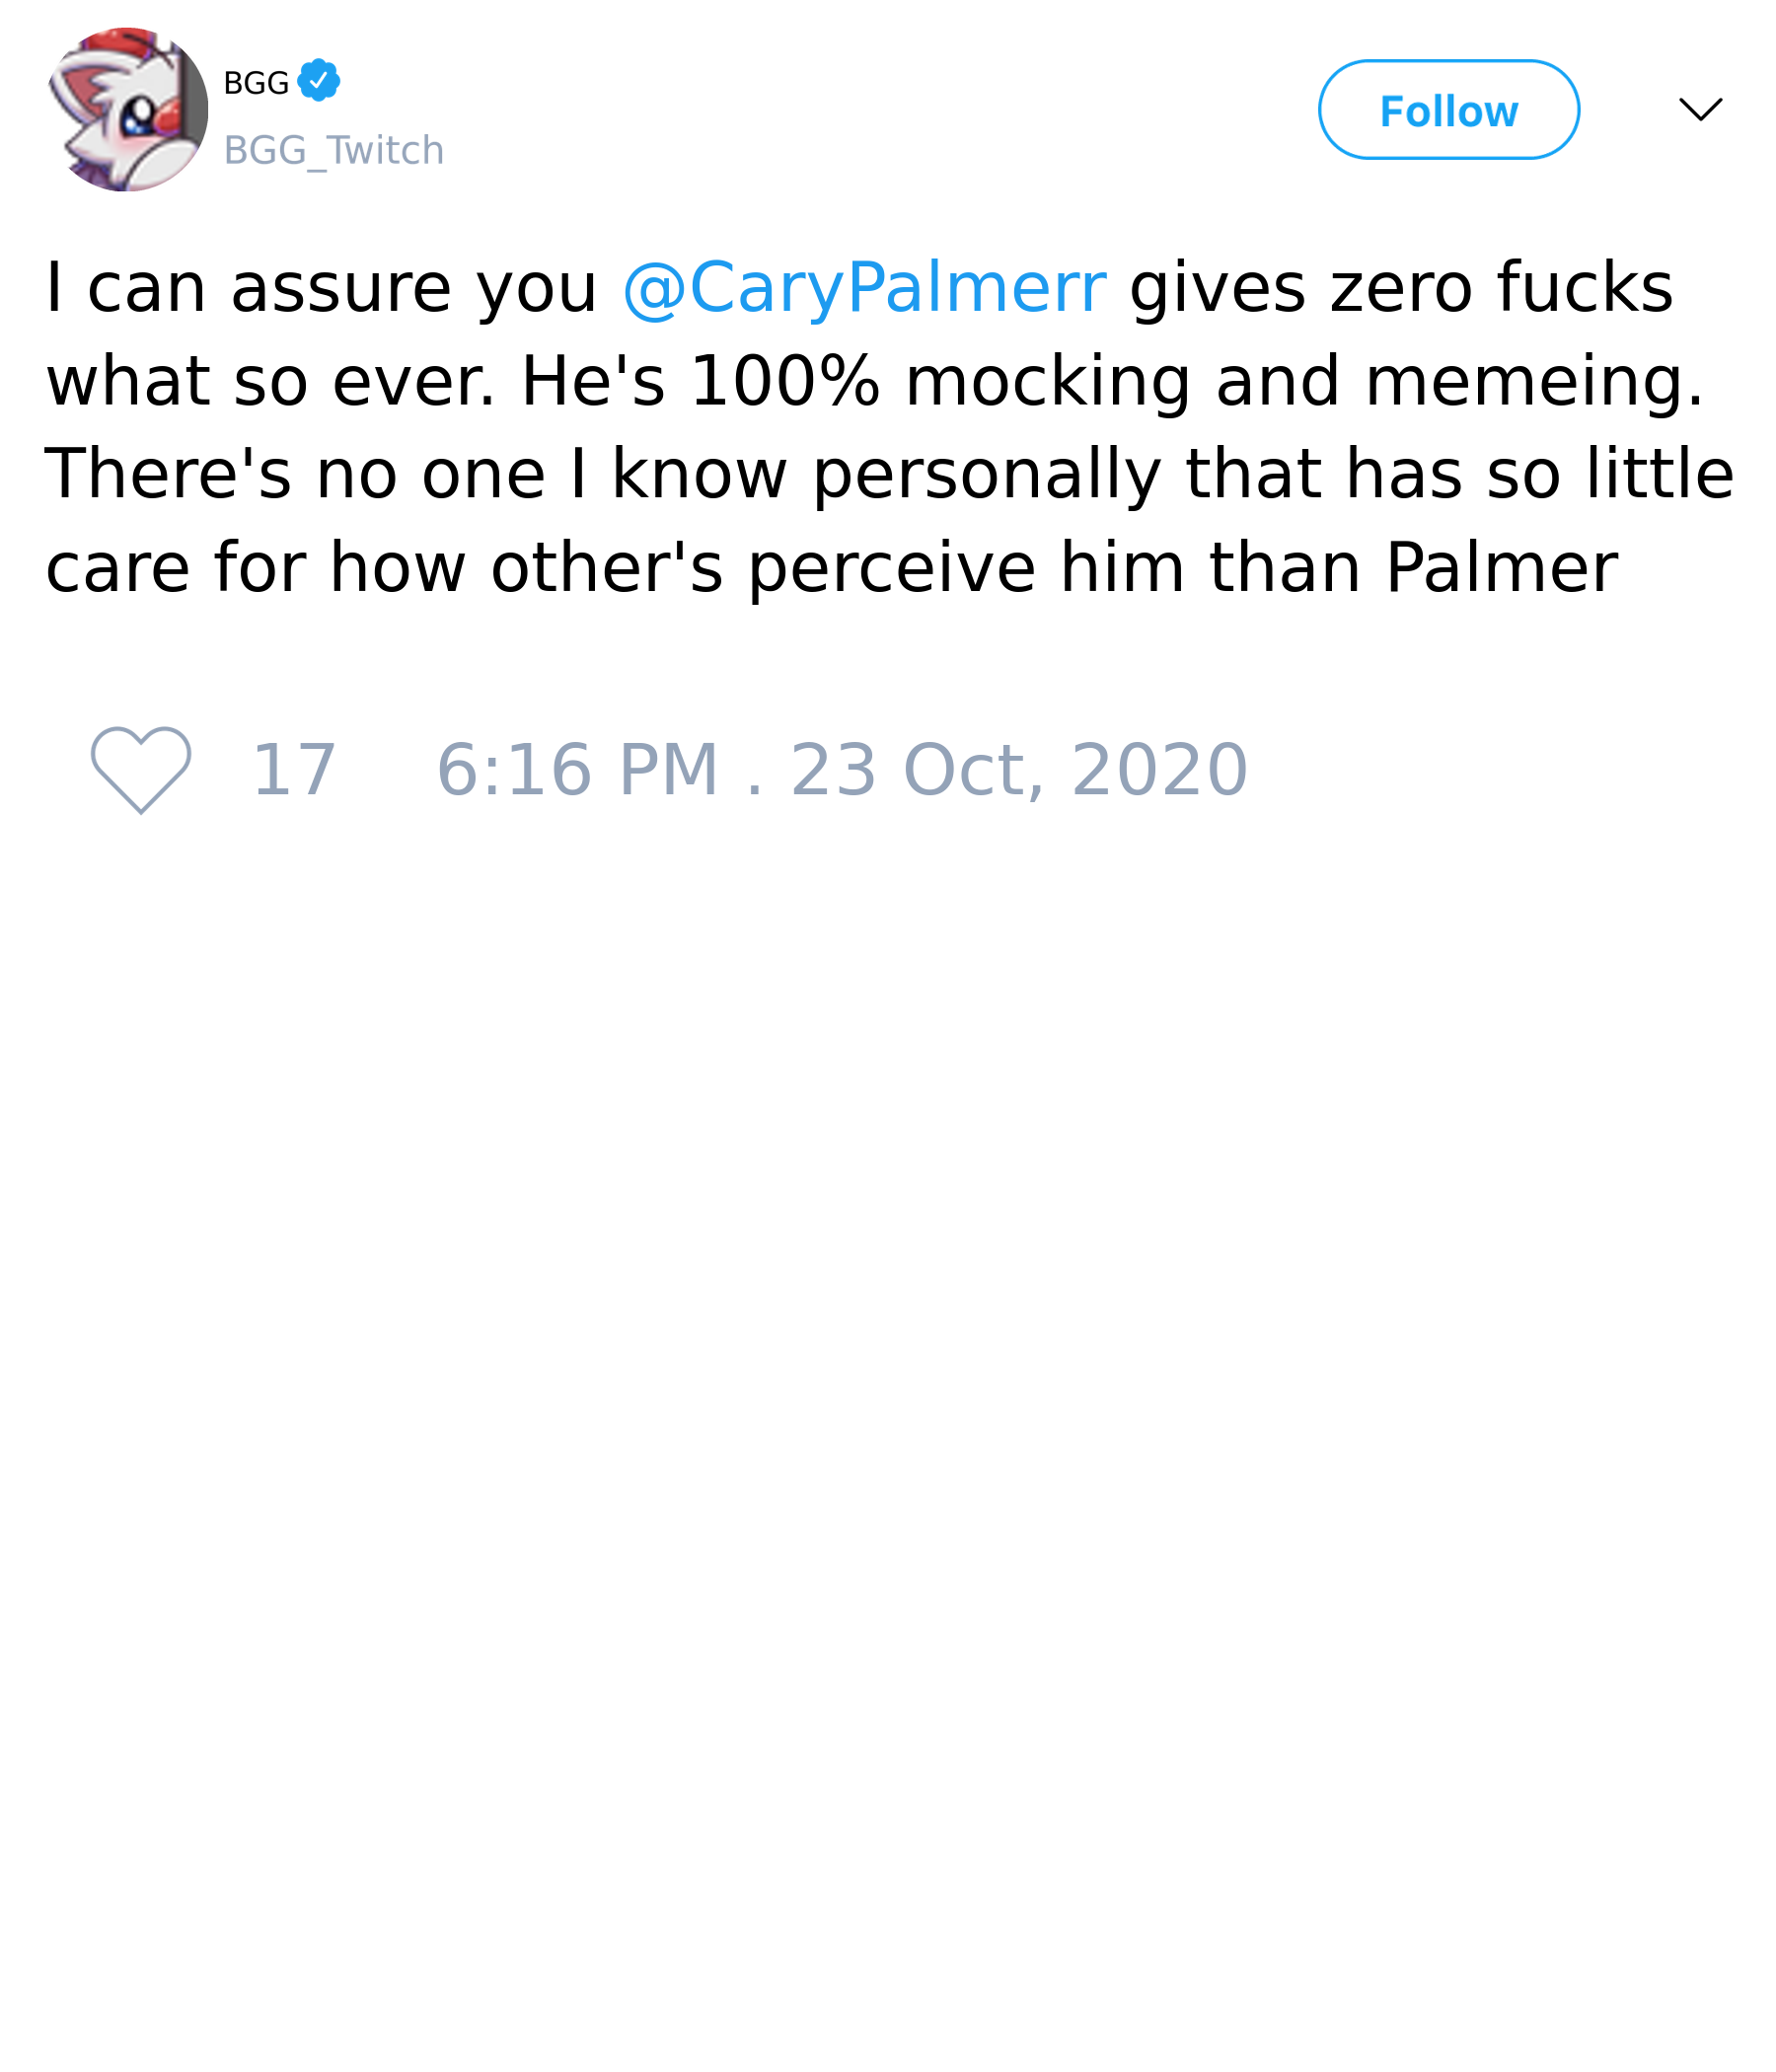 BGG
BGG_Twitch
Follow
I can assure you @CaryPalmerr gives zero fucks
what so ever. He's 100% mocking and memeing.
There's no one I know personally that has so little
care for how other's perceive him than Palmer
17 6:16 PM . 23 Oct, 2020